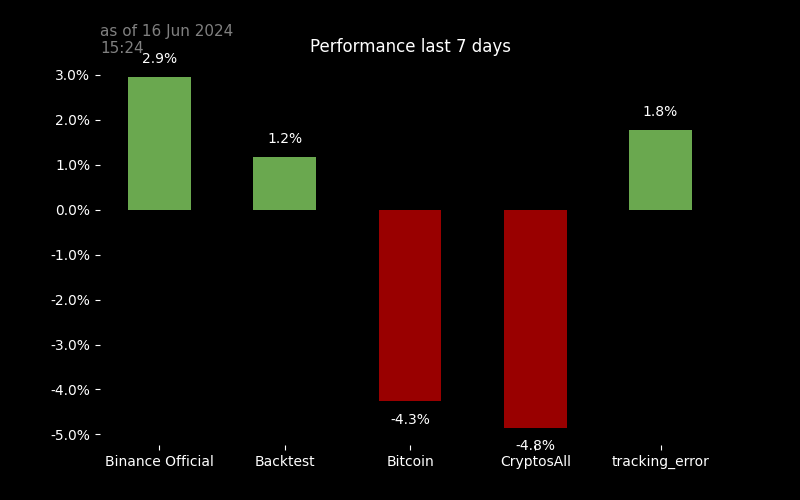 as of 16 Jun 2024
15:24
Performance last 7 days
2.9%
1.2%
1.8%
-4.3%
-4.8%
3.0%
2.0%
1.0%
0.0%
-1.0%
-2.0%
-3.0%
-4.0%
-5.0%
Binance Official
Backtest
Bitcoin
CryptosAll
tracking_error